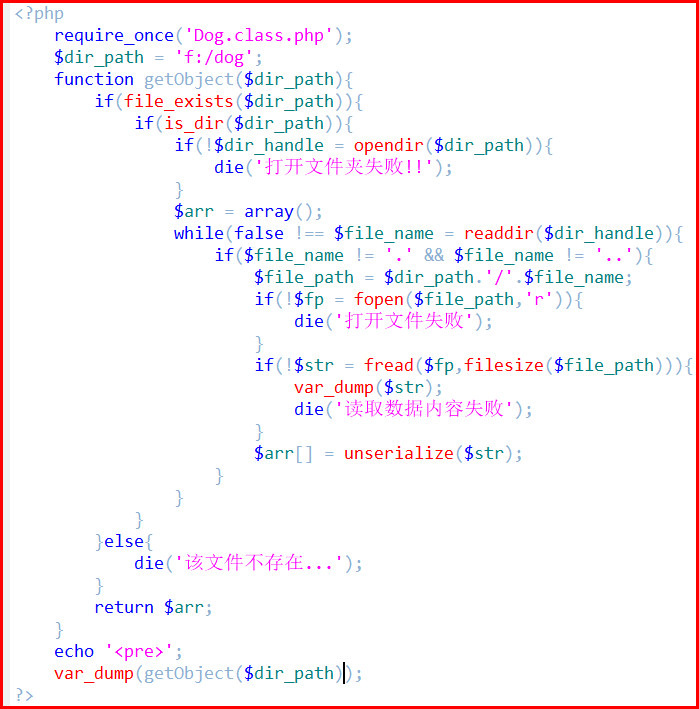 <?php
    require_once('Dog.class.php');
    $dir_path = 'f:/dog';
    function getObject($dir_path){
        if(file_exists($dir_path)){
            if(is_dir($dir_path)){
                if(!$dir_handle = opendir($dir_path)){
                    die('打开文件夹失败!!');
                }
                $arr = array();
                while(false !== $file_name = readdir($dir_handle)){
                    if($file_name != '.' && $file_name != '..'){
                        $file_path = $dir_path.'/'.$file_name;
                        if(!$fp = fopen($file_path,'r')){
                            die('打开文件失败');
                        }
                        if(!$str = fread($fp,filesize($file_path))){
                            var_dump($str);
                            die('读取数据内容失败');
                        }
                        $arr[] = unserialize($str);
                    }
                }
            }
        }else{
            die('该文件不存在...');
        }
        return $arr;
    }
    echo '<pre>';
    var_dump(getObject($dir_path));
?>